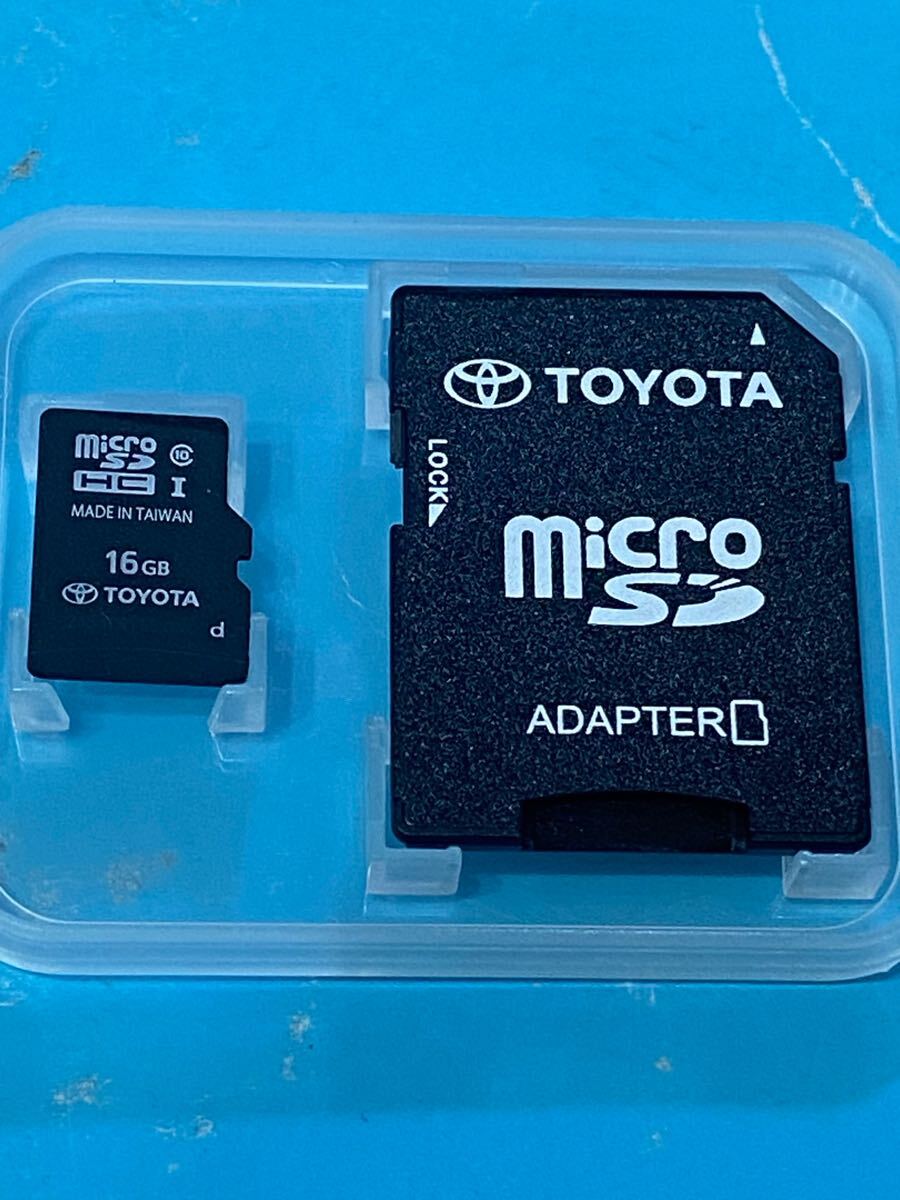 micro
SD
HC I
10
MADE IN TAIWAN
16GB
TOYOTA
d
TOYOTA
LOCK
micro
SD
ADAPTER